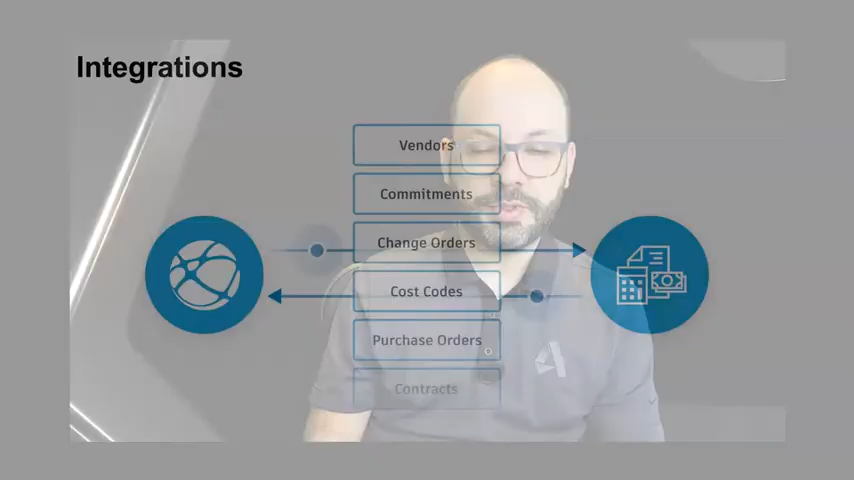 Integrations
Vendors
Commitments
Change Orders
Cost Codes
Purchase Orders
Contracts